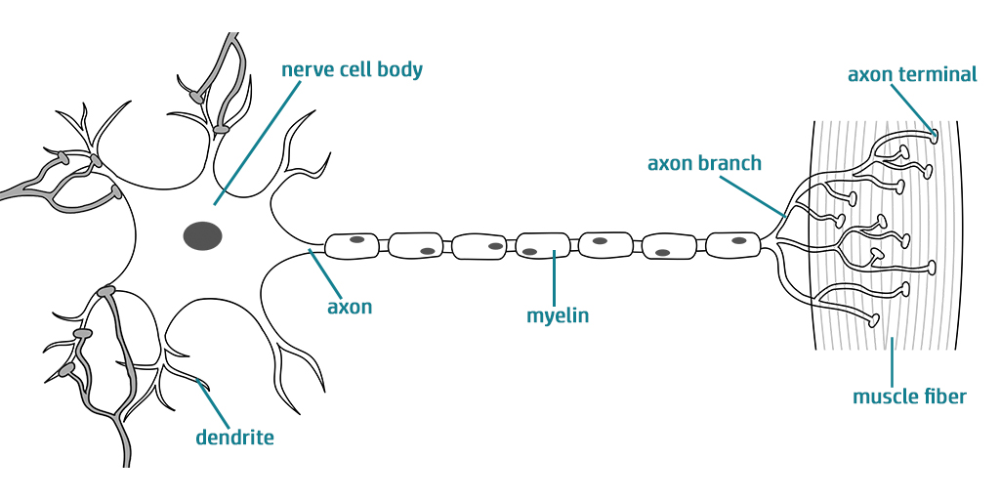 nerve cell body
axon terminal
axon branch
axon
myelin
muscle fiber
dendrite